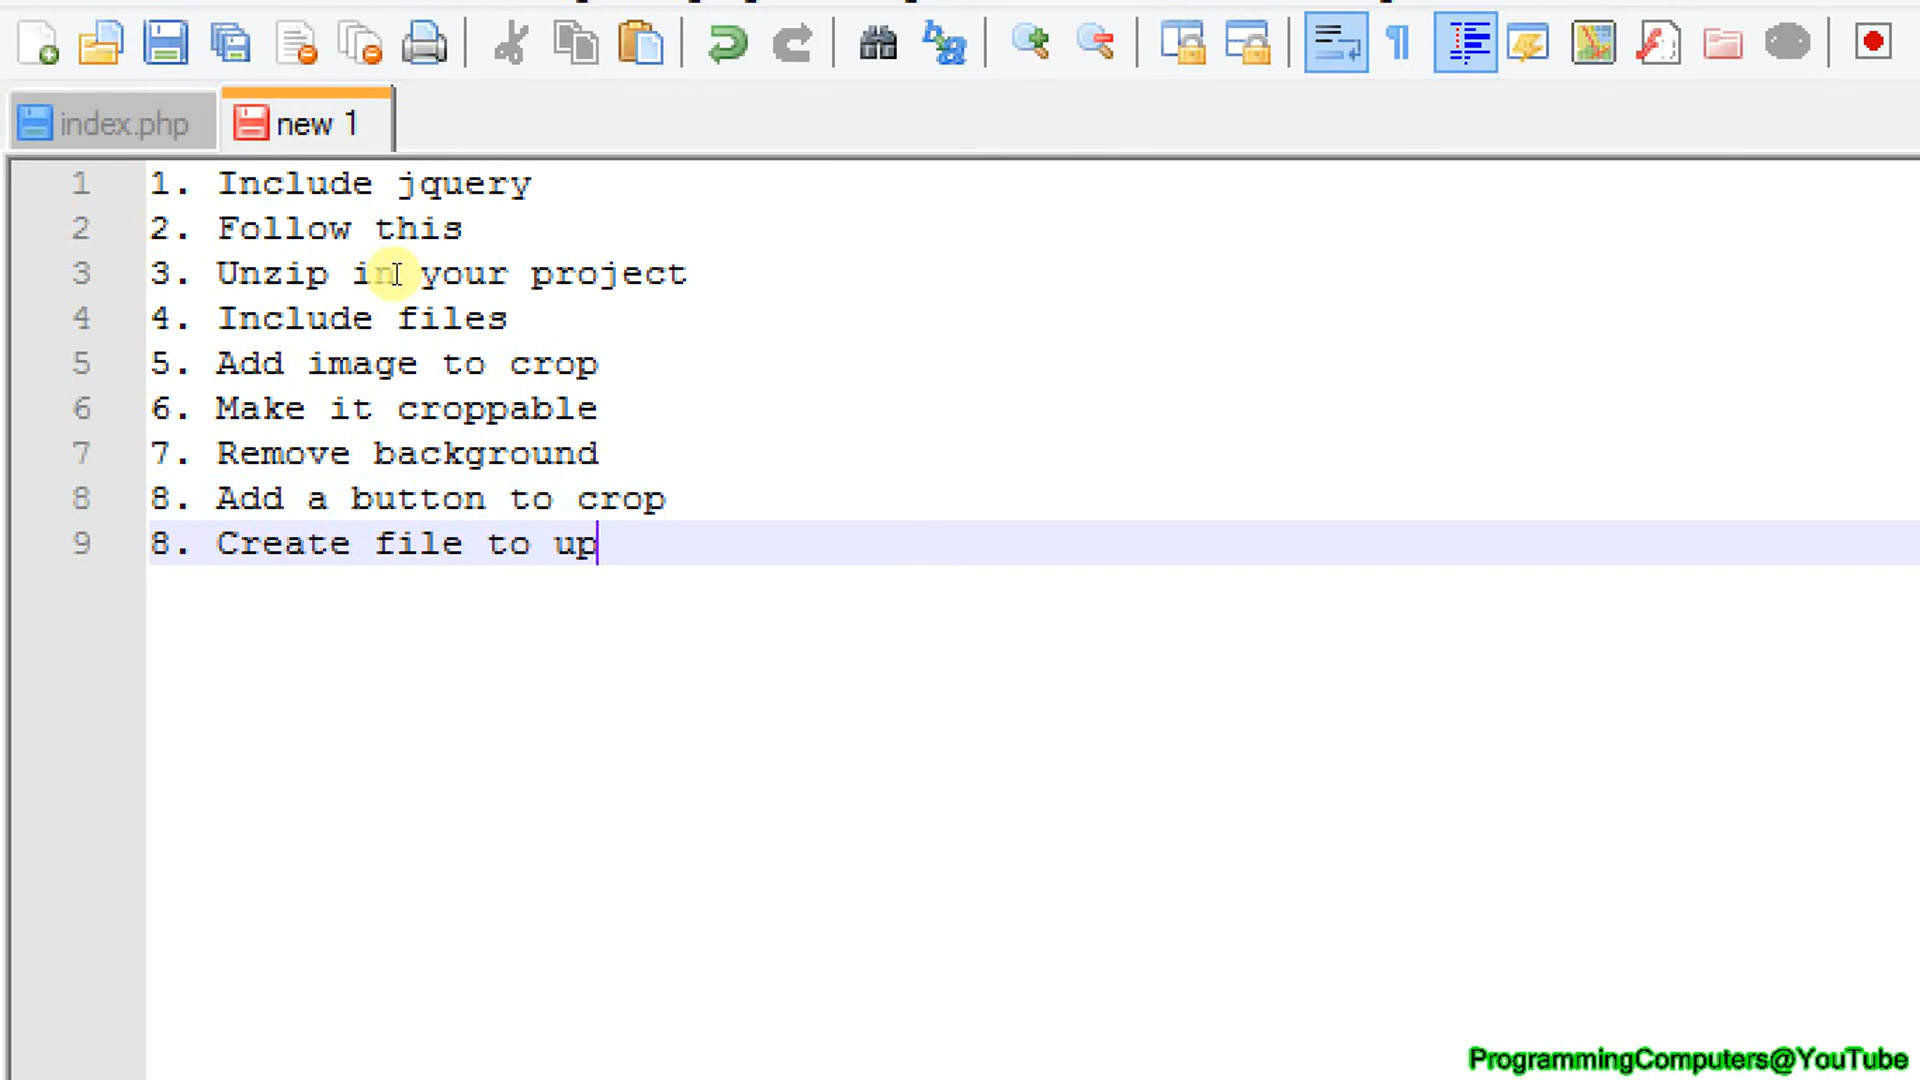 index.php
new 1
1 1. Include jquery
2 2. Follow this
3 3. Unzip in your project
4 4. Include files
5 5. Add image to crop
6 6. Make it croppable
7 7. Remove background
8 8. Add a button to crop
9 8. Create file to up
ProgrammingComputers@YouTube